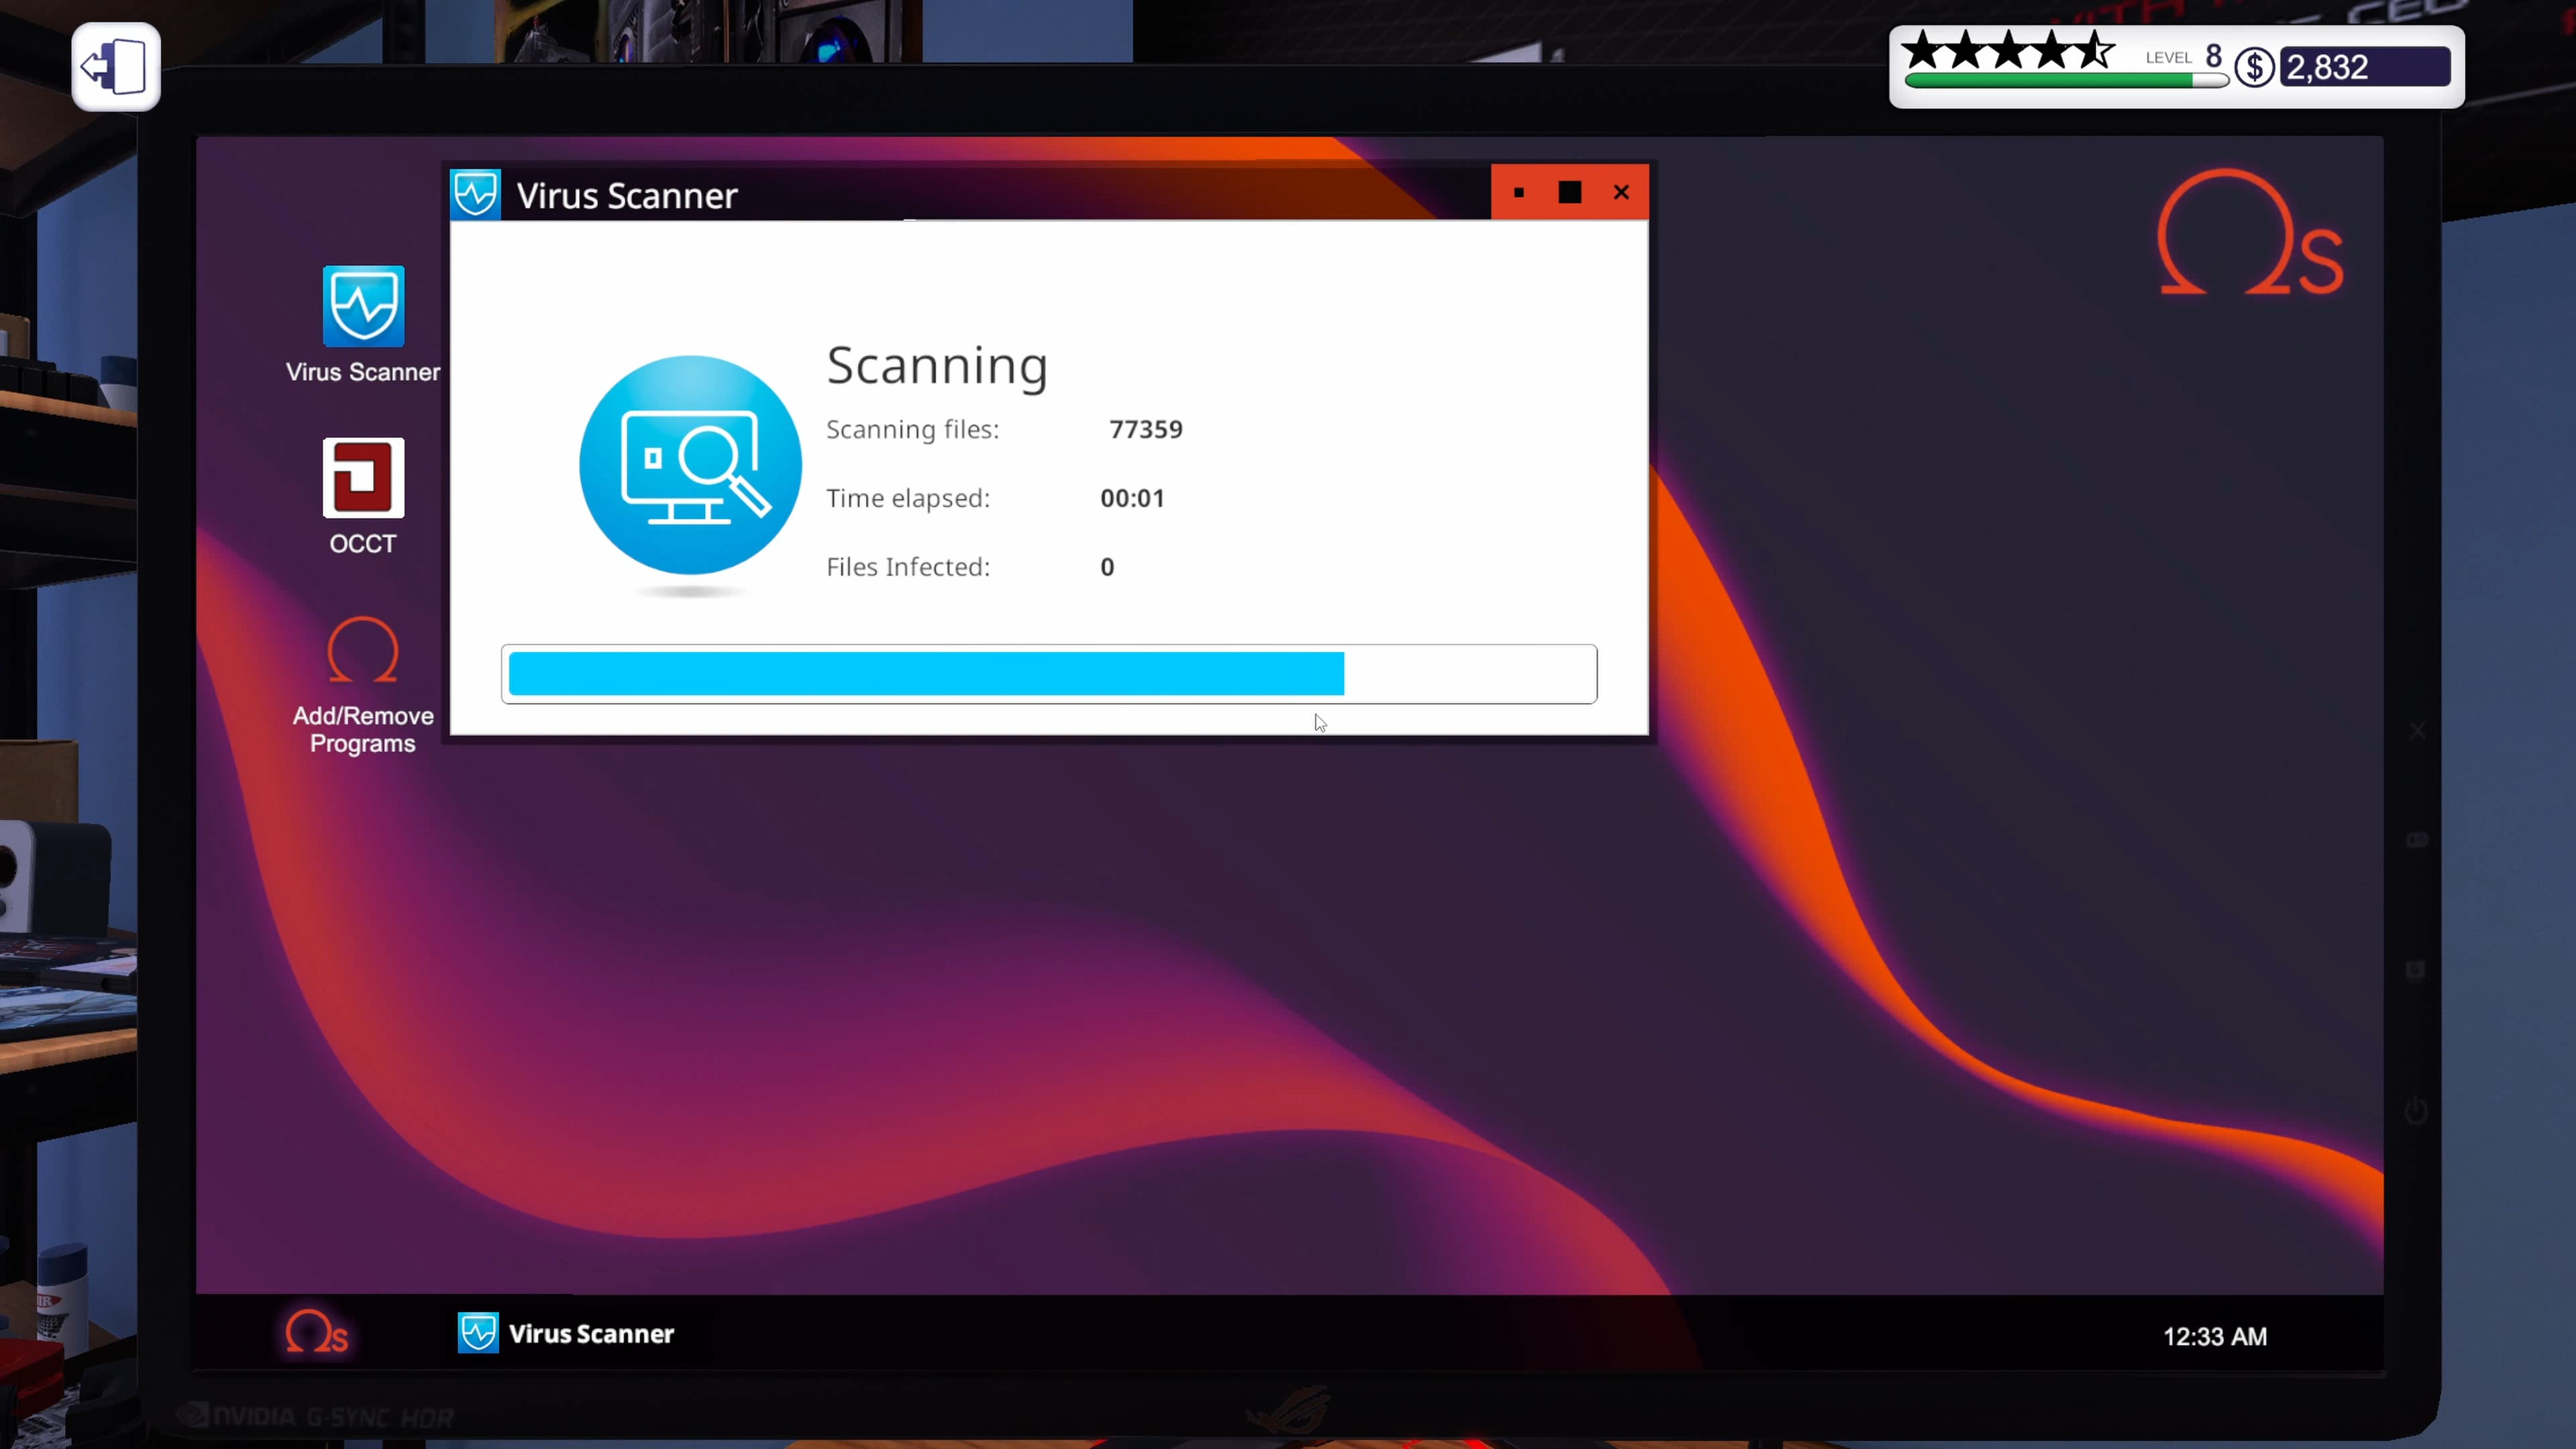 LEVEL 8
2,832
Virus Scanner
Ωs
Scanning
Scanning files: 77359
Time elapsed: 00:01
Files Infected: 0
Virus Scanner
OCCT
Add/Remove
Programs
Ωs
Virus Scanner
12:33 AM
NVIDIA G-SYNC HDR